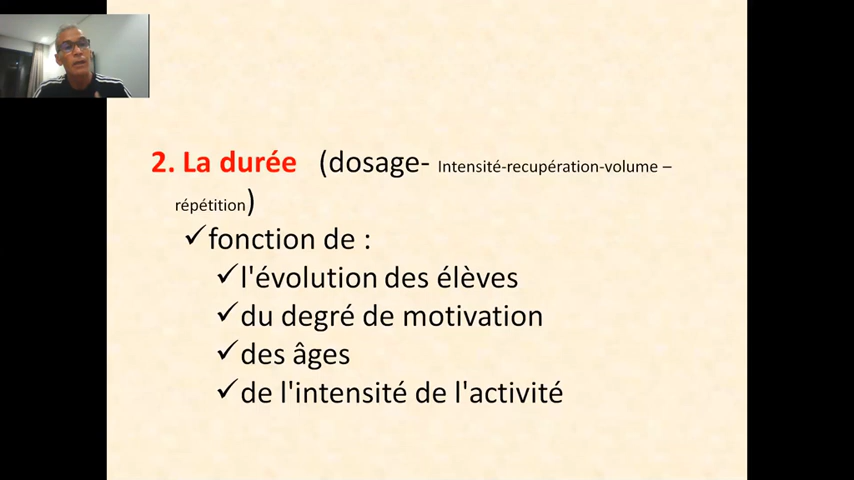 2. La durée (dosage- Intensité-recupération-volume –
répétition)
✓fonction de :
✓l'évolution des élèves
✓du degré de motivation
✓des âges
✓de l'intensité de l'activité